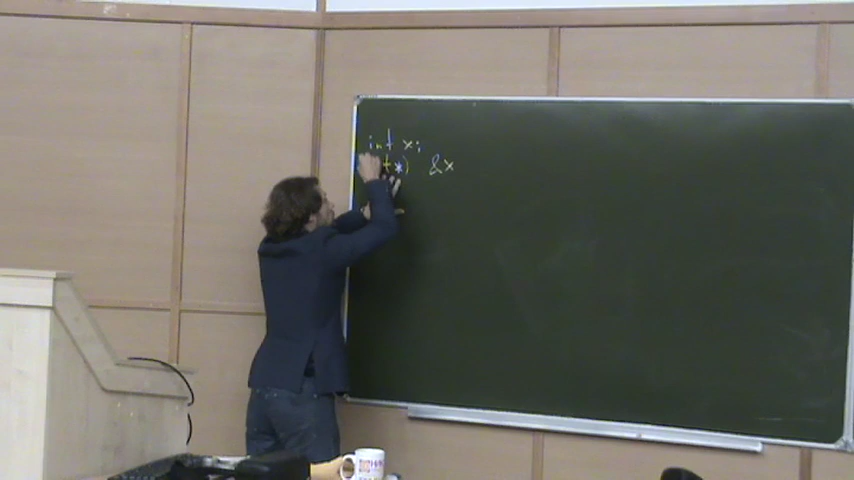 int x;
*) &x